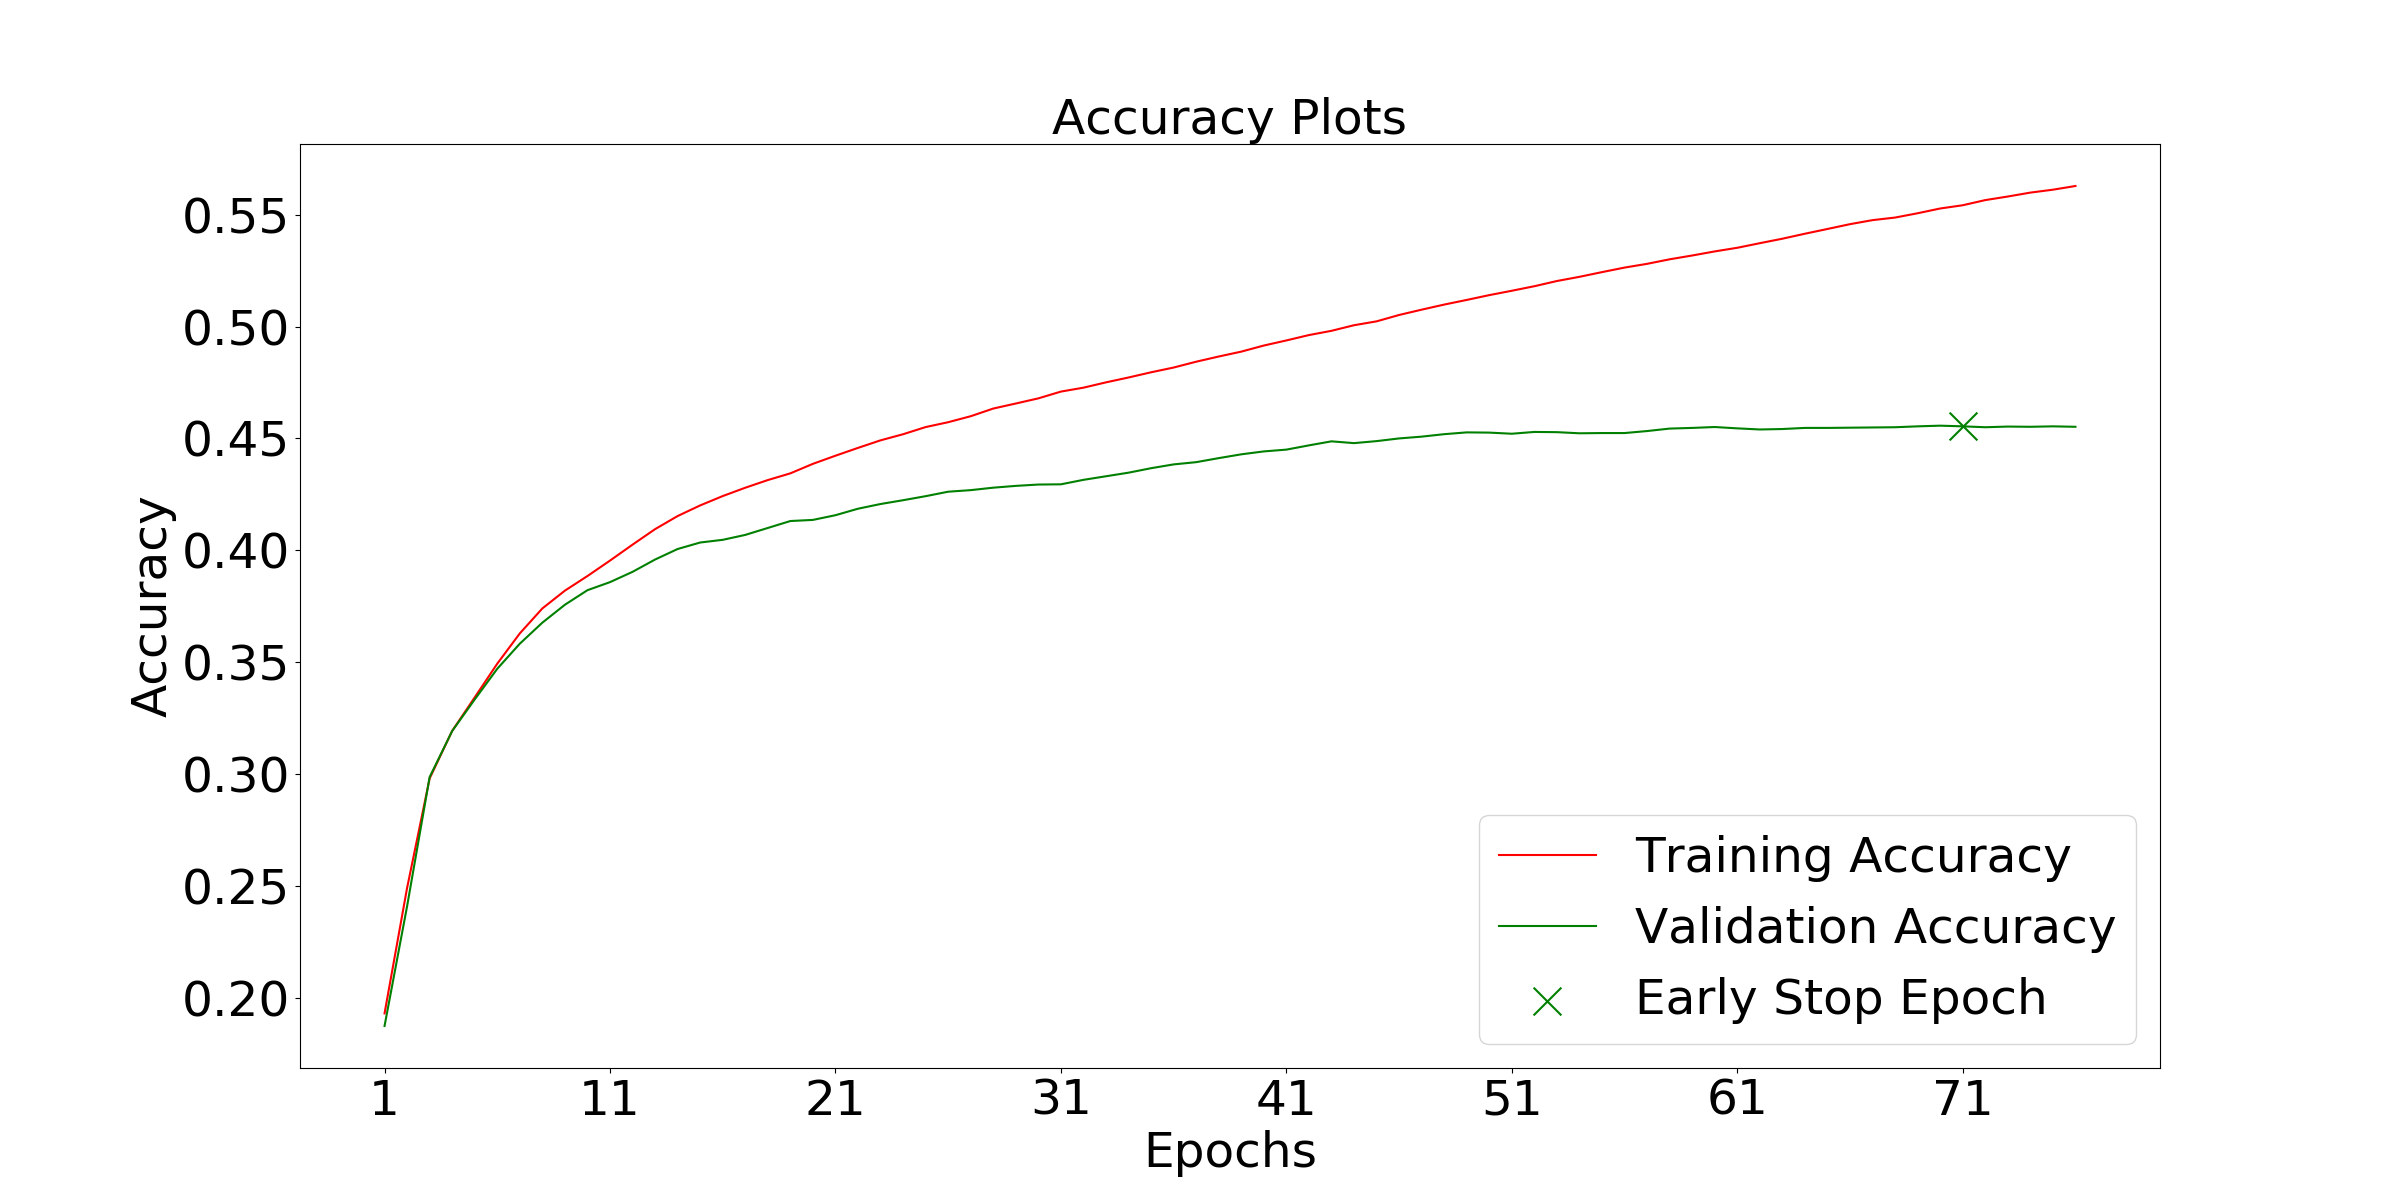 Accuracy Plots
Accuracy
0.55
0.50
0.45
0.40
0.35
0.30
0.25
0.20
Training Accuracy
Validation Accuracy
Early Stop Epoch
1 11 21 31 41 51 61 71
Epochs